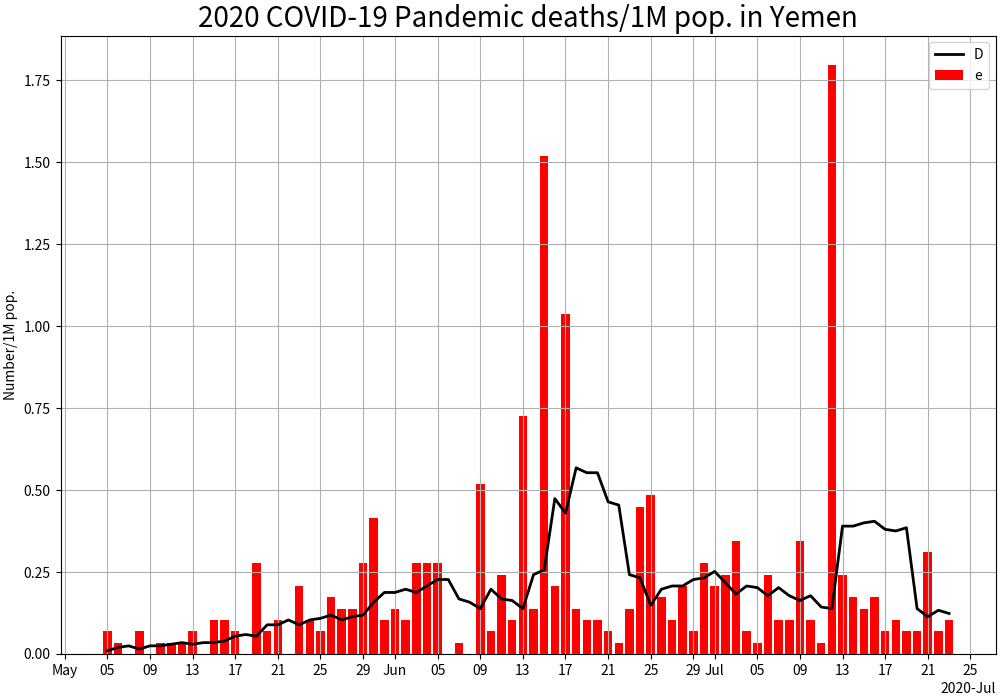 2020 COVID-19 Pandemic deaths/1M pop. in Yemen
D
e
1.75
1.50
1.25
1.00
0.75
0.50
0.25
0.00
Number/1M pop.
May 05 09 13 17 21 25 29 Jun 05 09 13 17 21 25 29 Jul 05 09 13 17 21 25
2020-Jul